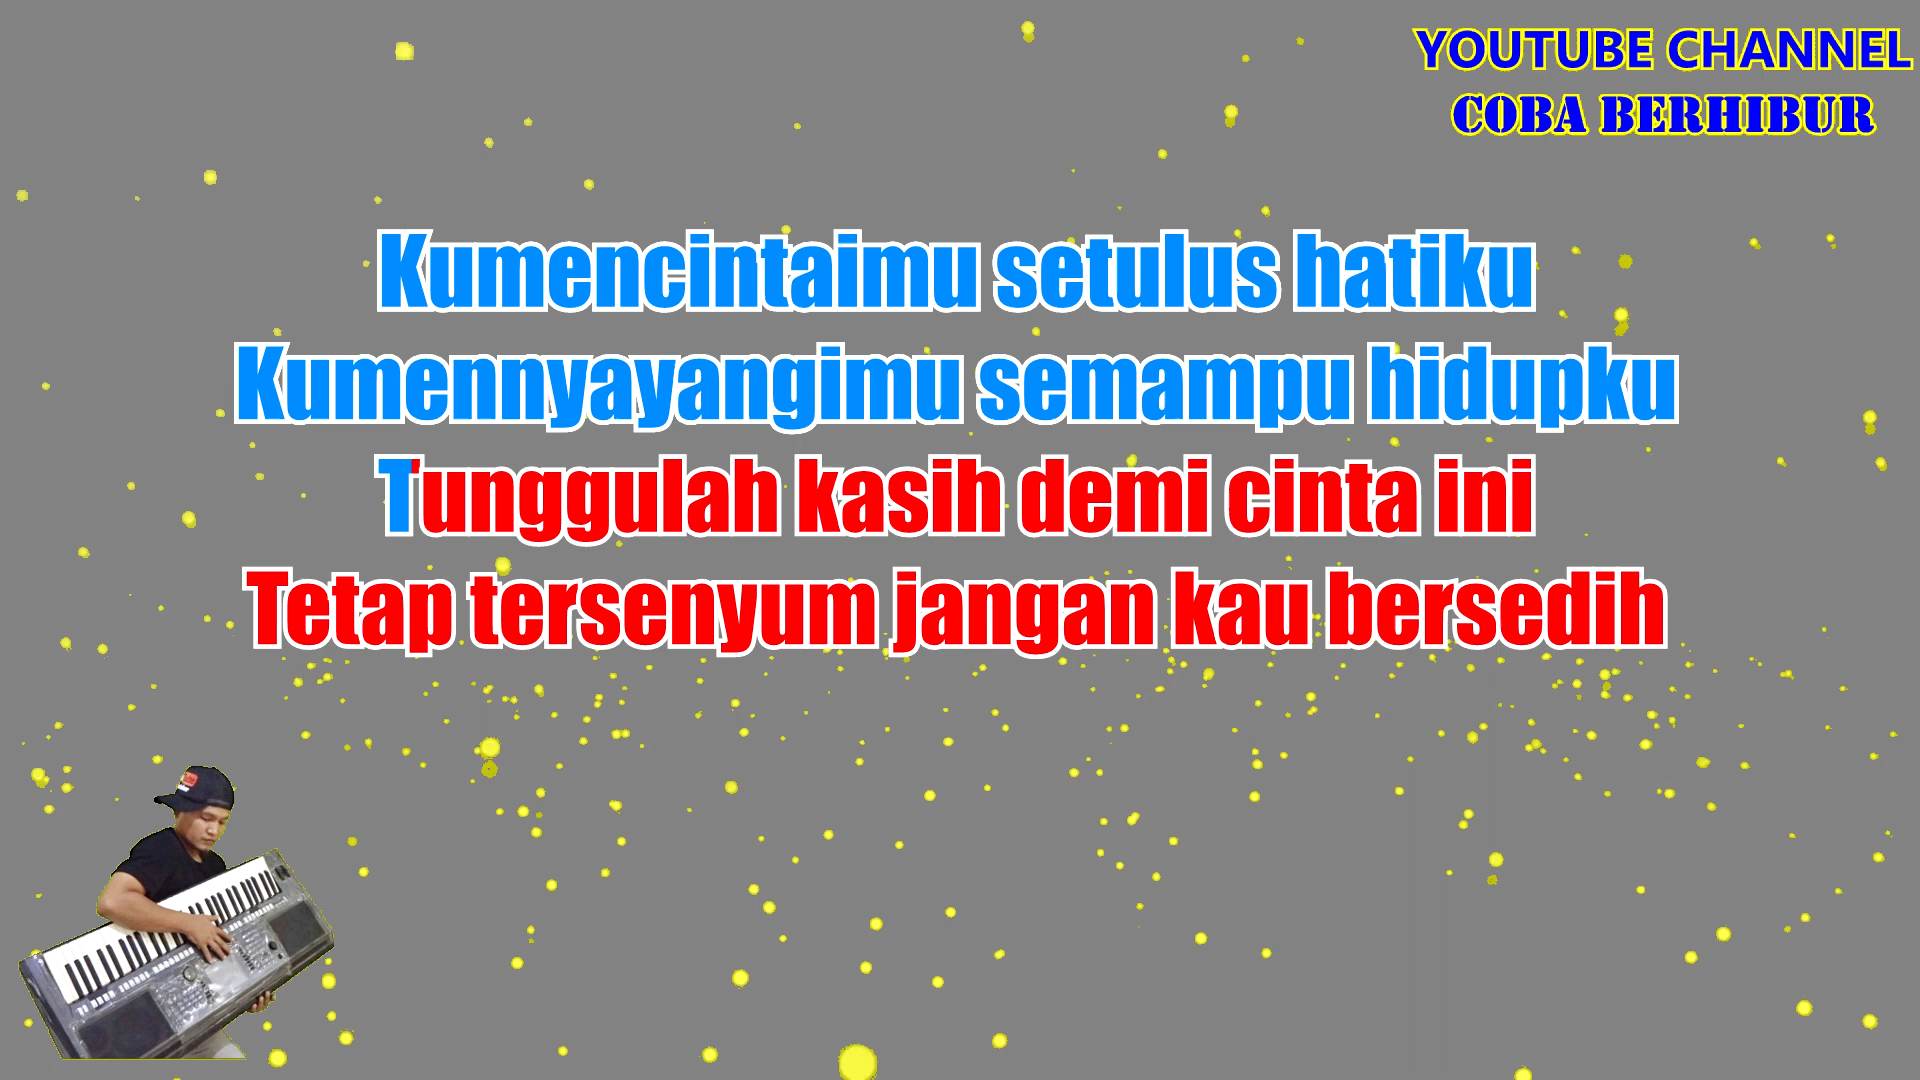 YOUTUBE CHANNEL
COBA BERHIBUR
Kumencintaimu setulus hatiku
Kumennyayangimu semampu hidupku
Tunggulah kasih demi cinta ini
Tetap tersenyum jangan kau bersedih